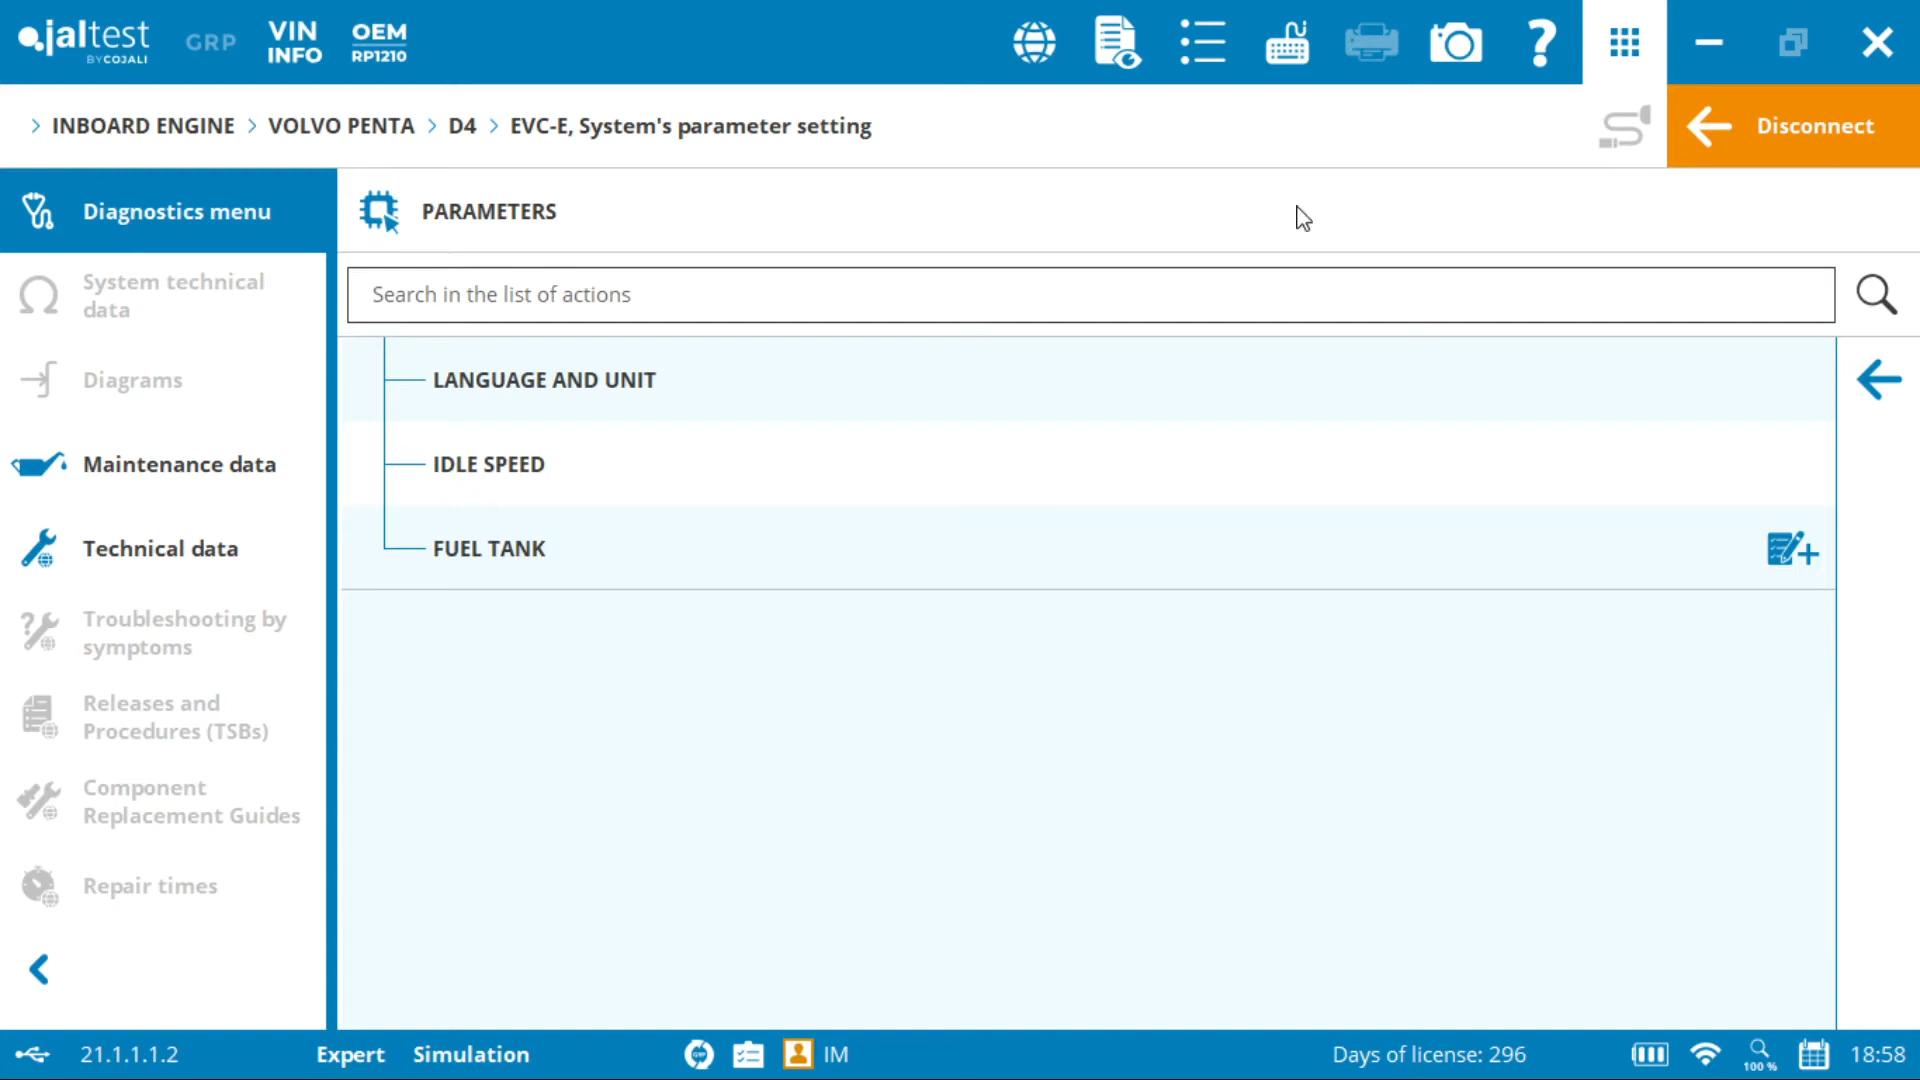 jaltest
BY COJALI
GRP
VIN
INFO
OEM
RP1210
INBOARD ENGINE
VOLVO PENTA
D4
EVC-E, System's parameter setting
Disconnect
Diagnostics menu
PARAMETERS
System technical
data
Search in the list of actions
Diagrams
LANGUAGE AND UNIT
Maintenance data
IDLE SPEED
Technical data
FUEL TANK
Troubleshooting by
symptoms
Releases and
Procedures (TSBs)
Component
Replacement Guides
Repair times
21.1.1.1.2
Expert
Simulation
IM
Days of license: 296
100 %
18:58